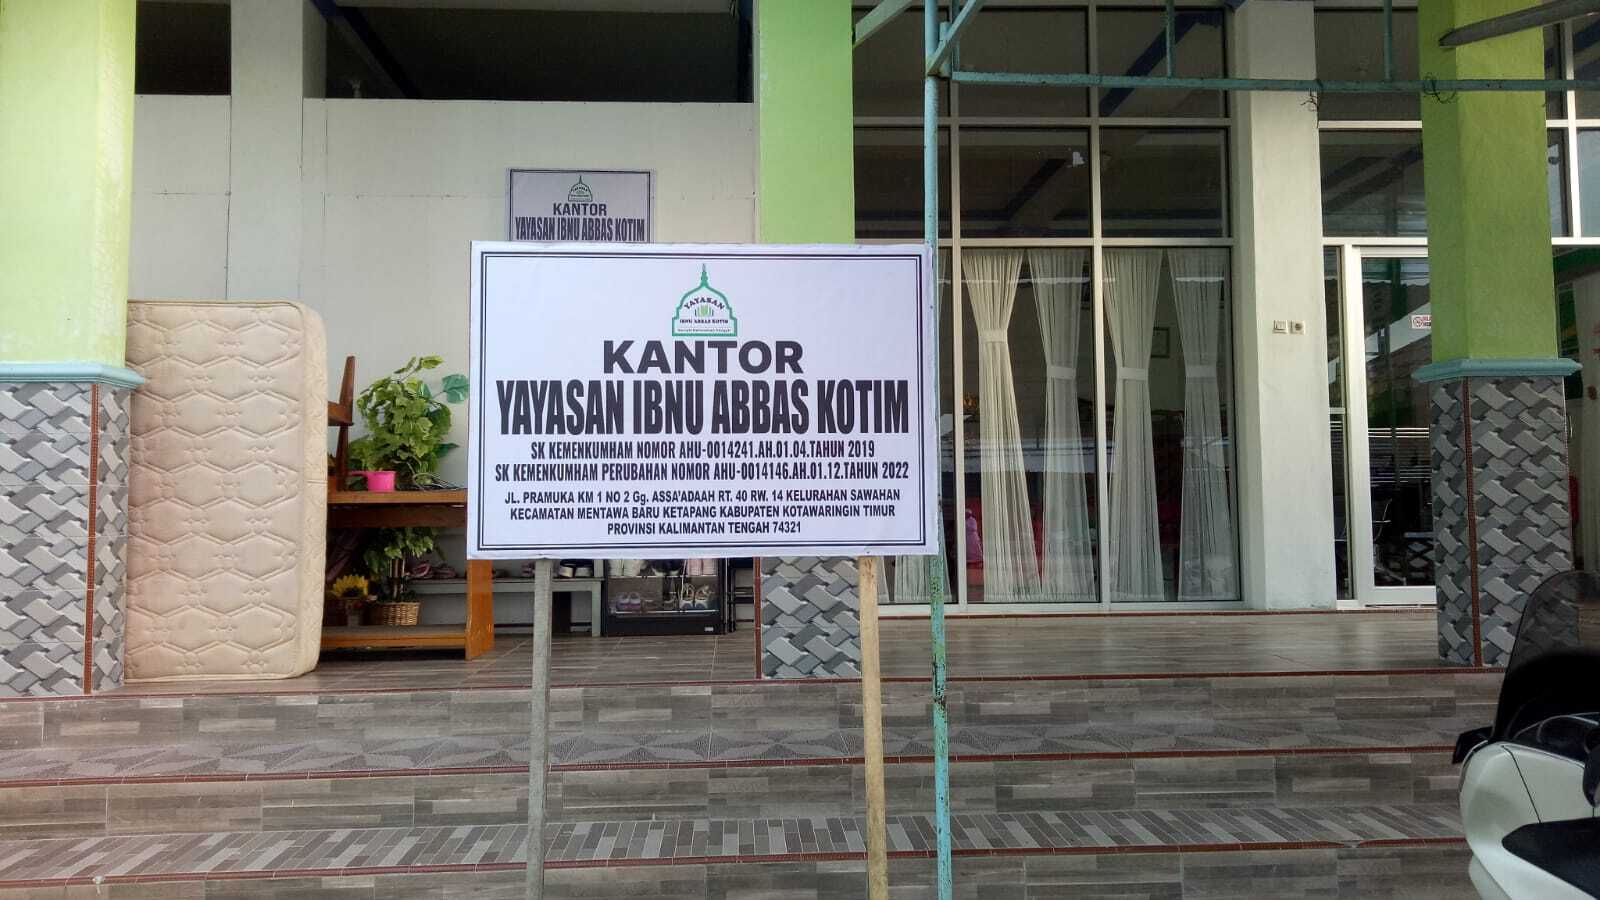 KANTOR
YAYASAN IBNU ABBAS KOTIM
YAYASAN
IBNU ABBAS KOTIM
KANTOR
YAYASAN IBNU ABBAS KOTIM
SK KEMENKUMHAM NOMOR AHU-0014241.AH.01.04.TAHUN 2019
SK KEMENKUMHAM PERUBAHAN NOMOR AHU-0014146.AH.01.12.TAHUN 2022
JL. PRAMUKA KM 1 NO 2 Gg. ASSA'ADAAH RT. 40 RW. 14 KELURAHAN SAWAHAN
KECAMATAN MENTAWA BARU KETAPANG KABUPATEN KOTAWARINGIN TIMUR
PROVINSI KALIMANTAN TENGAH 74321